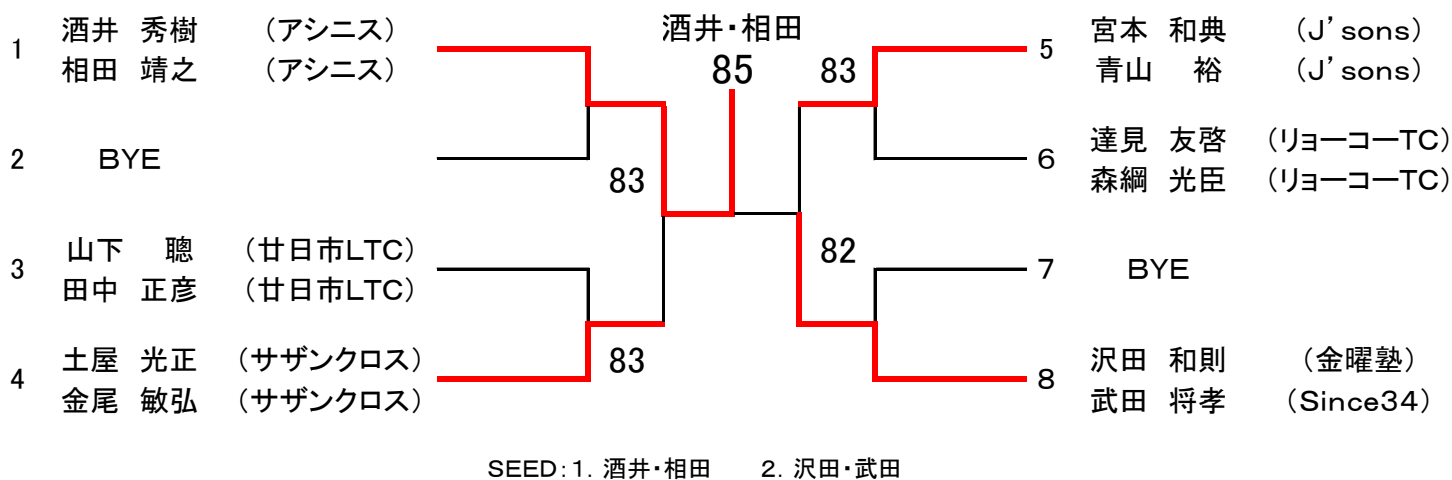 1 酒井 秀樹 (アシニス)
相田 靖之 (アシニス)
2 BYE
3 山下 聰 (廿日市LTC)
田中 正彦 (廿日市LTC)
4 土屋 光正 (サザンクロス)
金尾 敏弘 (サザンクロス)
83
83
酒井・相田
85
83
82
5 宮本 和典 (J’sons)
青山 裕 (J’sons)
6 達見 友啓 (リョーコーTC)
森綱 光臣 (リョーコーTC)
7 BYE
8 沢田 和則 (金曜塾)
武田 将孝 (Since34)
SEED:1. 酒井・相田 2. 沢田・武田